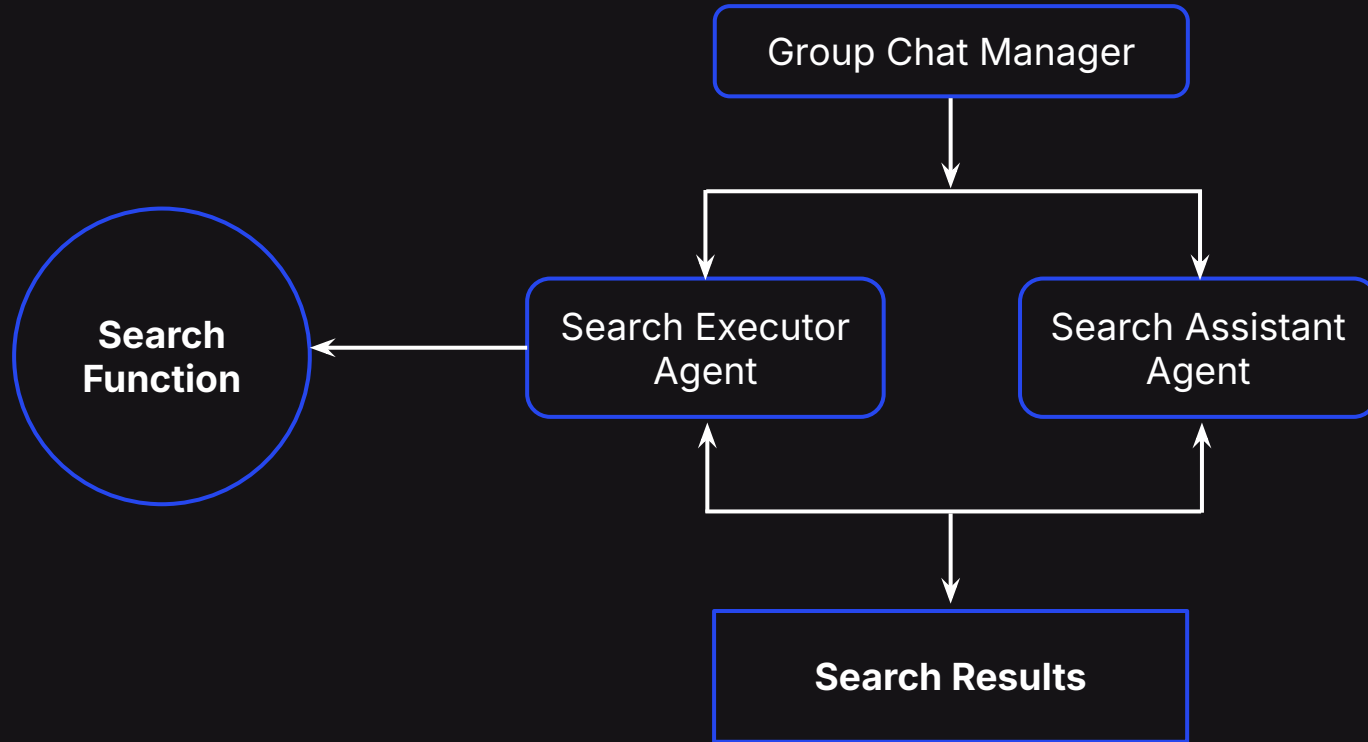 Group Chat Manager
Search
Function
Search Executor
Agent
Search Assistant
Agent
Search Results